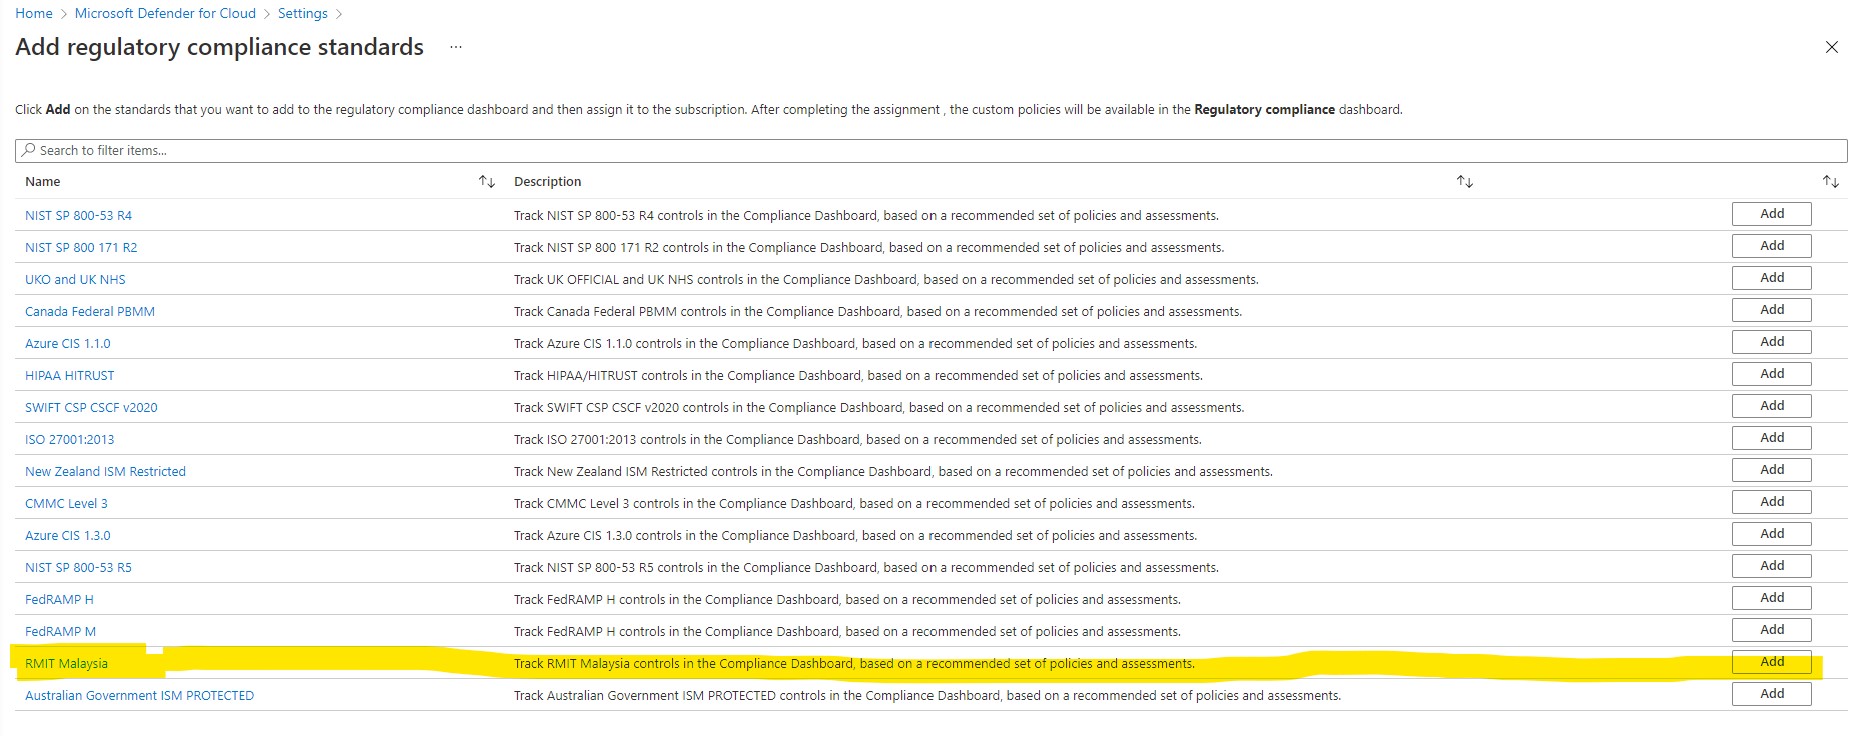 Home > Microsoft Defender for Cloud > Settings >
Add regulatory compliance standards ...
Click Add on the standards that you want to add to the regulatory compliance dashboard and then assign it to the subscription. After completing the assignment , the custom policies will be available in the Regulatory compliance dashboard.
Search to filter items...
Name Description
NIST SP 800-53 R4 Track NIST SP 800-53 R4 controls in the Compliance Dashboard, based on a recommended set of policies and assessments. Add
NIST SP 800 171 R2 Track NIST SP 800 171 R2 controls in the Compliance Dashboard, based on a recommended set of policies and assessments. Add
UKO and UK NHS Track UK OFFICIAL and UK NHS controls in the Compliance Dashboard, based on a recommended set of policies and assessments. Add
Canada Federal PBMM Track Canada Federal PBMM controls in the Compliance Dashboard, based on a recommended set of policies and assessments. Add
Azure CIS 1.1.0 Track Azure CIS 1.1.0 controls in the Compliance Dashboard, based on a recommended set of policies and assessments. Add
HIPAA HITRUST Track HIPAA/HITRUST controls in the Compliance Dashboard, based on a recommended set of policies and assessments. Add
SWIFT CSP CSCF v2020 Track SWIFT CSP CSCF v2020 controls in the Compliance Dashboard, based on a recommended set of policies and assessments. Add
ISO 27001:2013 Track ISO 27001:2013 controls in the Compliance Dashboard, based on a recommended set of policies and assessments. Add
New Zealand ISM Restricted Track New Zealand ISM Restricted controls in the Compliance Dashboard, based on a recommended set of policies and assessments. Add
CMMC Level 3 Track CMMC Level 3 controls in the Compliance Dashboard, based on a recommended set of policies and assessments. Add
Azure CIS 1.3.0 Track Azure CIS 1.3.0 controls in the Compliance Dashboard, based on a recommended set of policies and assessments. Add
NIST SP 800-53 R5 Track NIST SP 800-53 R5 controls in the Compliance Dashboard, based on a recommended set of policies and assessments. Add
FedRAMP H Track FedRAMP H controls in the Compliance Dashboard, based on a recommended set of policies and assessments. Add
FedRAMP M Track FedRAMP H controls in the Compliance Dashboard, based on a recommended set of policies and assessments. Add
RMIT Malaysia Track RMIT Malaysia controls in the Compliance Dashboard, based on a recommended set of policies and assessments. Add
Australian Government ISM PROTECTED Track Australian Government ISM PROTECTED controls in the Compliance Dashboard, based on a recommended set of policies and assessments. Add